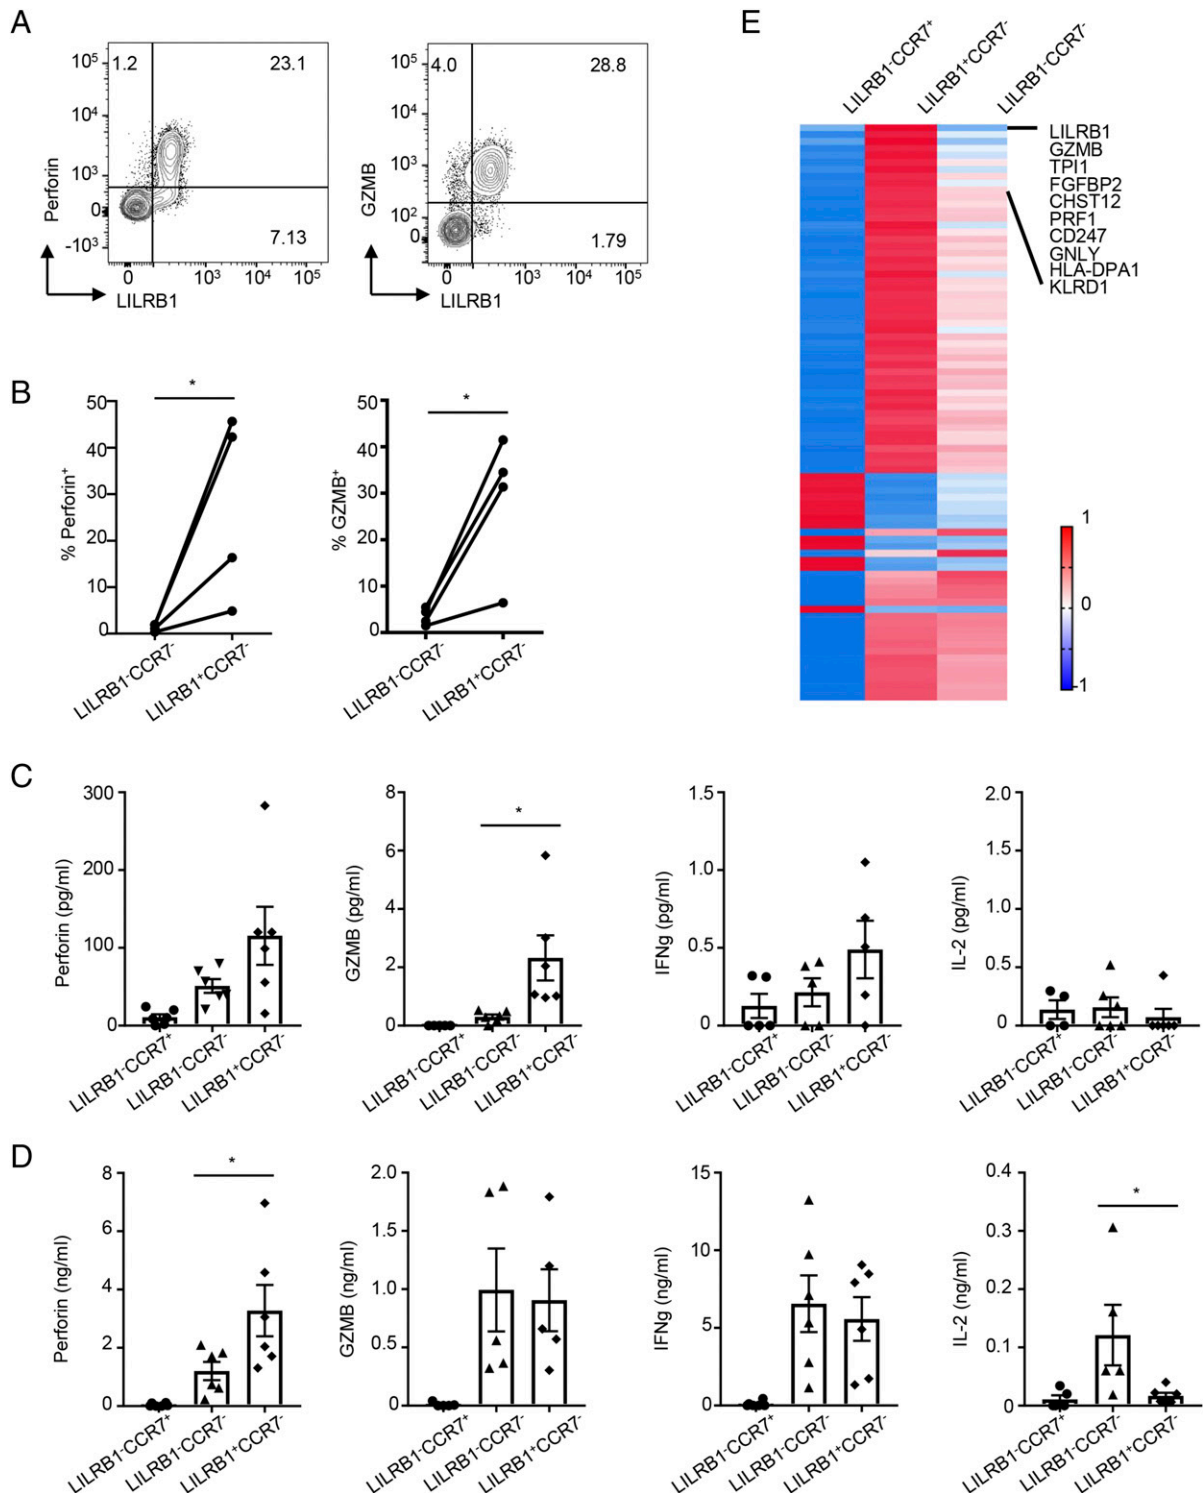 A
10⁵
10⁴
10³
0
-10³
Perforin
1.2
23.1
7.13
0
10³
10⁴
10⁵
LILRB1
10⁵
10⁴
10³
10²
0
GZMB
4.0
28.8
1.79
0
10³
10⁴
10⁵
LILRB1
B
% Perforin⁺
50
40
30
20
10
0
*
LILRB1⁻CCR7⁻
LILRB1⁺CCR7⁻
% GZMB⁺
50
40
30
20
10
0
*
LILRB1⁻CCR7⁻
LILRB1⁺CCR7⁻
E
LILRB1⁻CCR7⁺
LILRB1⁺CCR7⁻
LILRB1⁻CCR7⁻
LILRB1
GZMB
TPI1
FGFBP2
CHST12
PRF1
CD247
GNLY
HLA-DPA1
KLRD1
1
0
-1
C
Perforin (pg/ml)
300
200
100
0
LILRB1⁻CCR7⁺
LILRB1⁻CCR7⁻
LILRB1⁺CCR7⁻
GZMB (pg/ml)
8
6
4
2
0
*
LILRB1⁻CCR7⁺
LILRB1⁻CCR7⁻
LILRB1⁺CCR7⁻
IFNg (pg/ml)
1.5
1.0
0.5
0
LILRB1⁻CCR7⁺
LILRB1⁻CCR7⁻
LILRB1⁺CCR7⁻
IL-2 (pg/ml)
2.0
1.5
1.0
0.5
0
LILRB1⁻CCR7⁺
LILRB1⁻CCR7⁻
LILRB1⁺CCR7⁻
D
Perforin (ng/ml)
8
6
4
2
0
*
LILRB1⁻CCR7⁺
LILRB1⁻CCR7⁻
LILRB1⁺CCR7⁻
GZMB (ng/ml)
2.0
1.5
1.0
0.5
0
LILRB1⁻CCR7⁺
LILRB1⁻CCR7⁻
LILRB1⁺CCR7⁻
IFNg (ng/ml)
15
10
5
0
LILRB1⁻CCR7⁺
LILRB1⁻CCR7⁻
LILRB1⁺CCR7⁻
IL-2 (ng/ml)
0.4
0.3
0.2
0.1
0
*
LILRB1⁻CCR7⁺
LILRB1⁻CCR7⁻
LILRB1⁺CCR7⁻